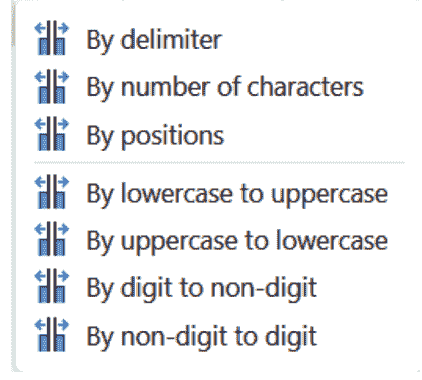 By delimiter
By number of characters
By positions
By lowercase to uppercase
By uppercase to lowercase
By digit to non-digit
By non-digit to digit